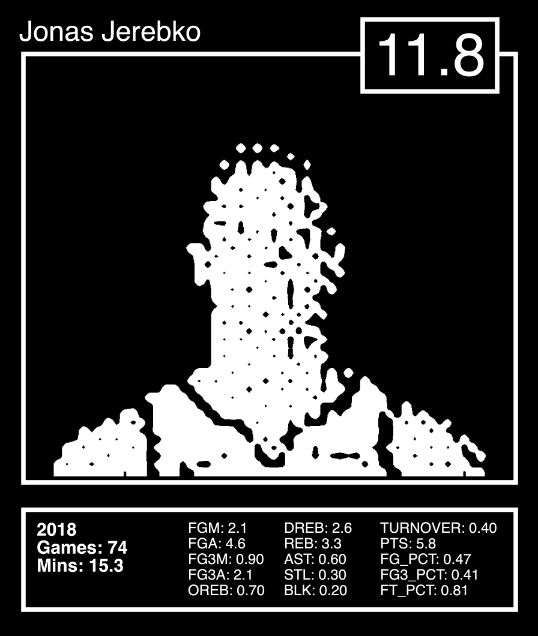 Jonas Jerebko
11.8
2018
Games: 74
Mins: 15.3
FGM: 2.1
FGA: 4.6
FG3M: 0.90
FG3A: 2.1
OREB: 0.70
DREB: 2.6
REB: 3.3
AST: 0.60
STL: 0.30
BLK: 0.20
TURNOVER: 0.40
PTS: 5.8
FG_PCT: 0.47
FG3_PCT: 0.41
FT_PCT: 0.81